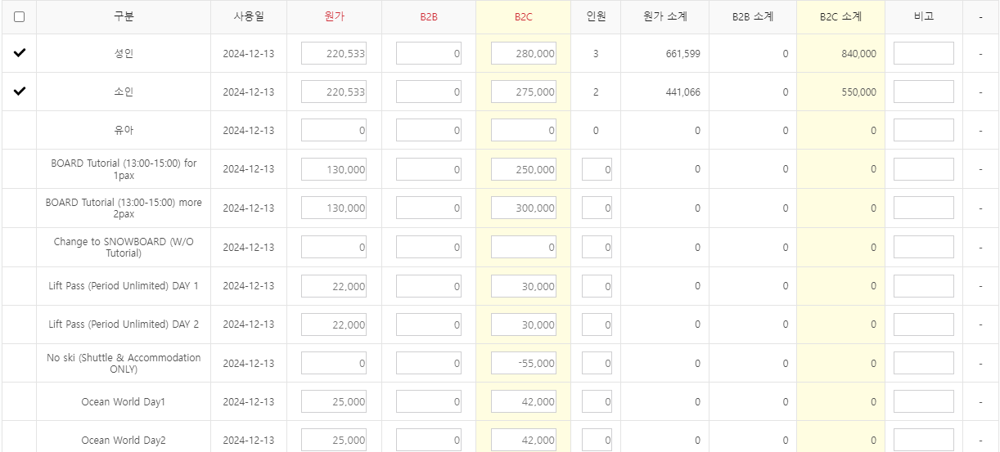 구분 사용일 원가 B2B B2C 인원 원가 소계 B2B 소계 B2C 소계 비고 -
성인 2024-12-13 220,533 0 280,000 3 661,599 0 840,000 -
소인 2024-12-13 220,533 0 275,000 2 441,066 0 550,000 -
유아 2024-12-13 0 0 0 0 0 0 0 -
BOARD Tutorial (13:00-15:00) for
1pax 2024-12-13 130,000 0 250,000 0 0 0 0 -
BOARD Tutorial (13:00-15:00) more
2pax 2024-12-13 130,000 0 300,000 0 0 0 0 -
Change to SNOWBOARD (W/O
Tutorial) 2024-12-13 0 0 0 0 0 0 0 -
Lift Pass (Period Unlimited) DAY 1 2024-12-13 22,000 0 30,000 0 0 0 0 -
Lift Pass (Period Unlimited) DAY 2 2024-12-13 22,000 0 30,000 0 0 0 0 -
No ski (Shuttle & Accommodation
ONLY) 2024-12-13 0 0 -55,000 0 0 0 0 -
Ocean World Day1 2024-12-13 25,000 0 42,000 0 0 0 0 -
Ocean World Day2 2024-12-13 25,000 0 42,000 0 0 0 0 -